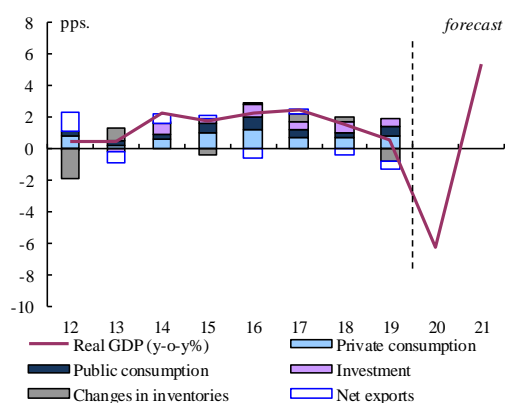 pps.
forecast
8
6
4
2
0
-2
-4
-6
-8
-10
12 13 14 15 16 17 18 19 20 21
Real GDP (y-o-y%) Private consumption
Public consumption Investment
Changes in inventories Net exports